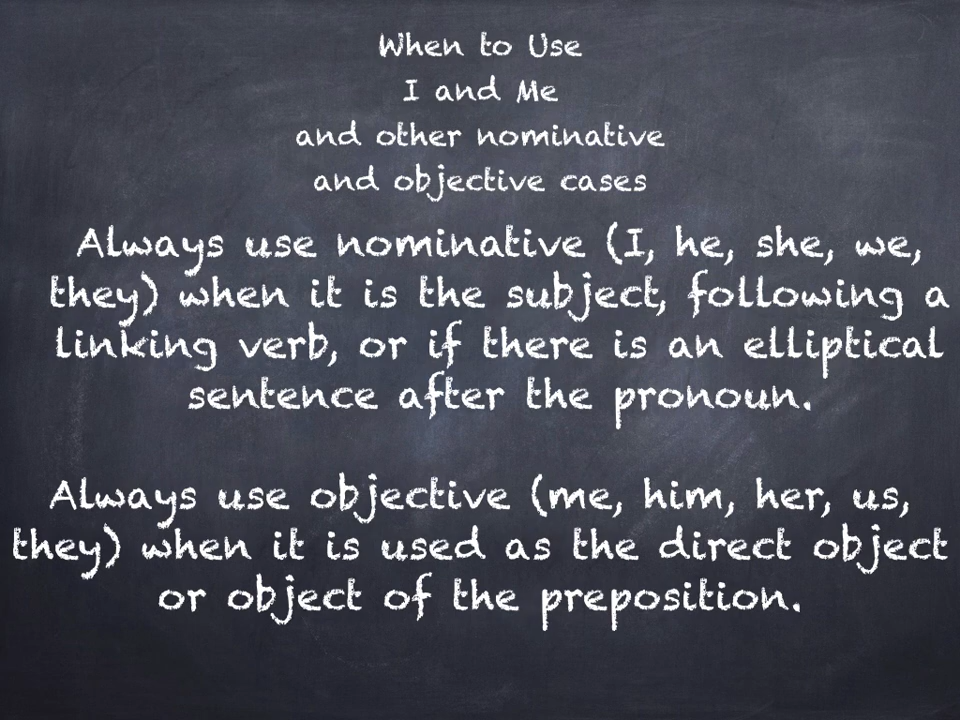 When to Use
I and Me
and other nominative
and objective cases
Always use nominative (I, he, she, we,
they) when it is the subject, following a
linking verb, or if there is an elliptical
sentence after the pronoun.
Always use objective (me, him, her, us,
they) when it is used as the direct object
or object of the preposition.